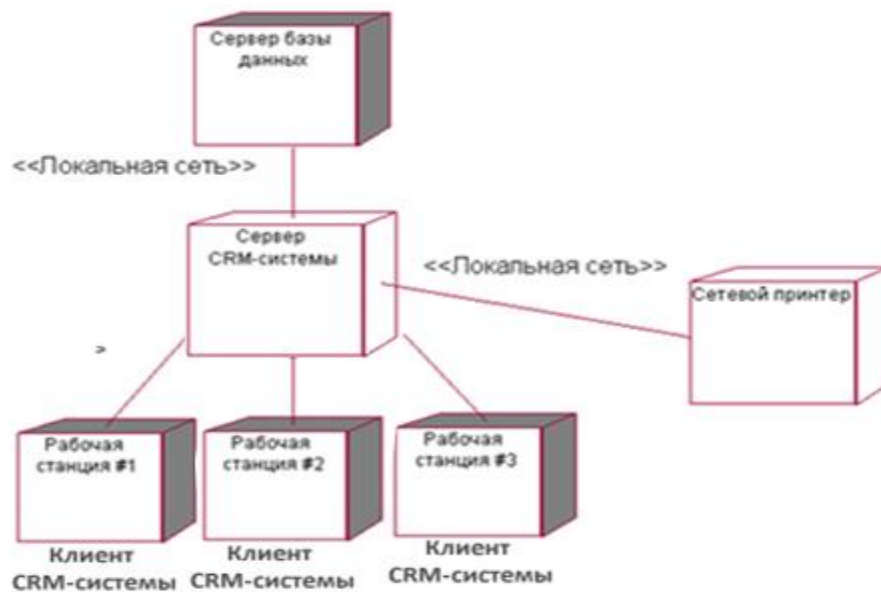 Сервер базы
данных
<<Локальная сеть>>
Сервер
CRM-системы
<<Локальная сеть>>
Сетевой принтер
>
Рабочая
станция #1
Рабочая
станция #2
Рабочая
станция #3
Клиент
CRM-системы
Клиент
CRM-системы
Клиент
CRM-системы